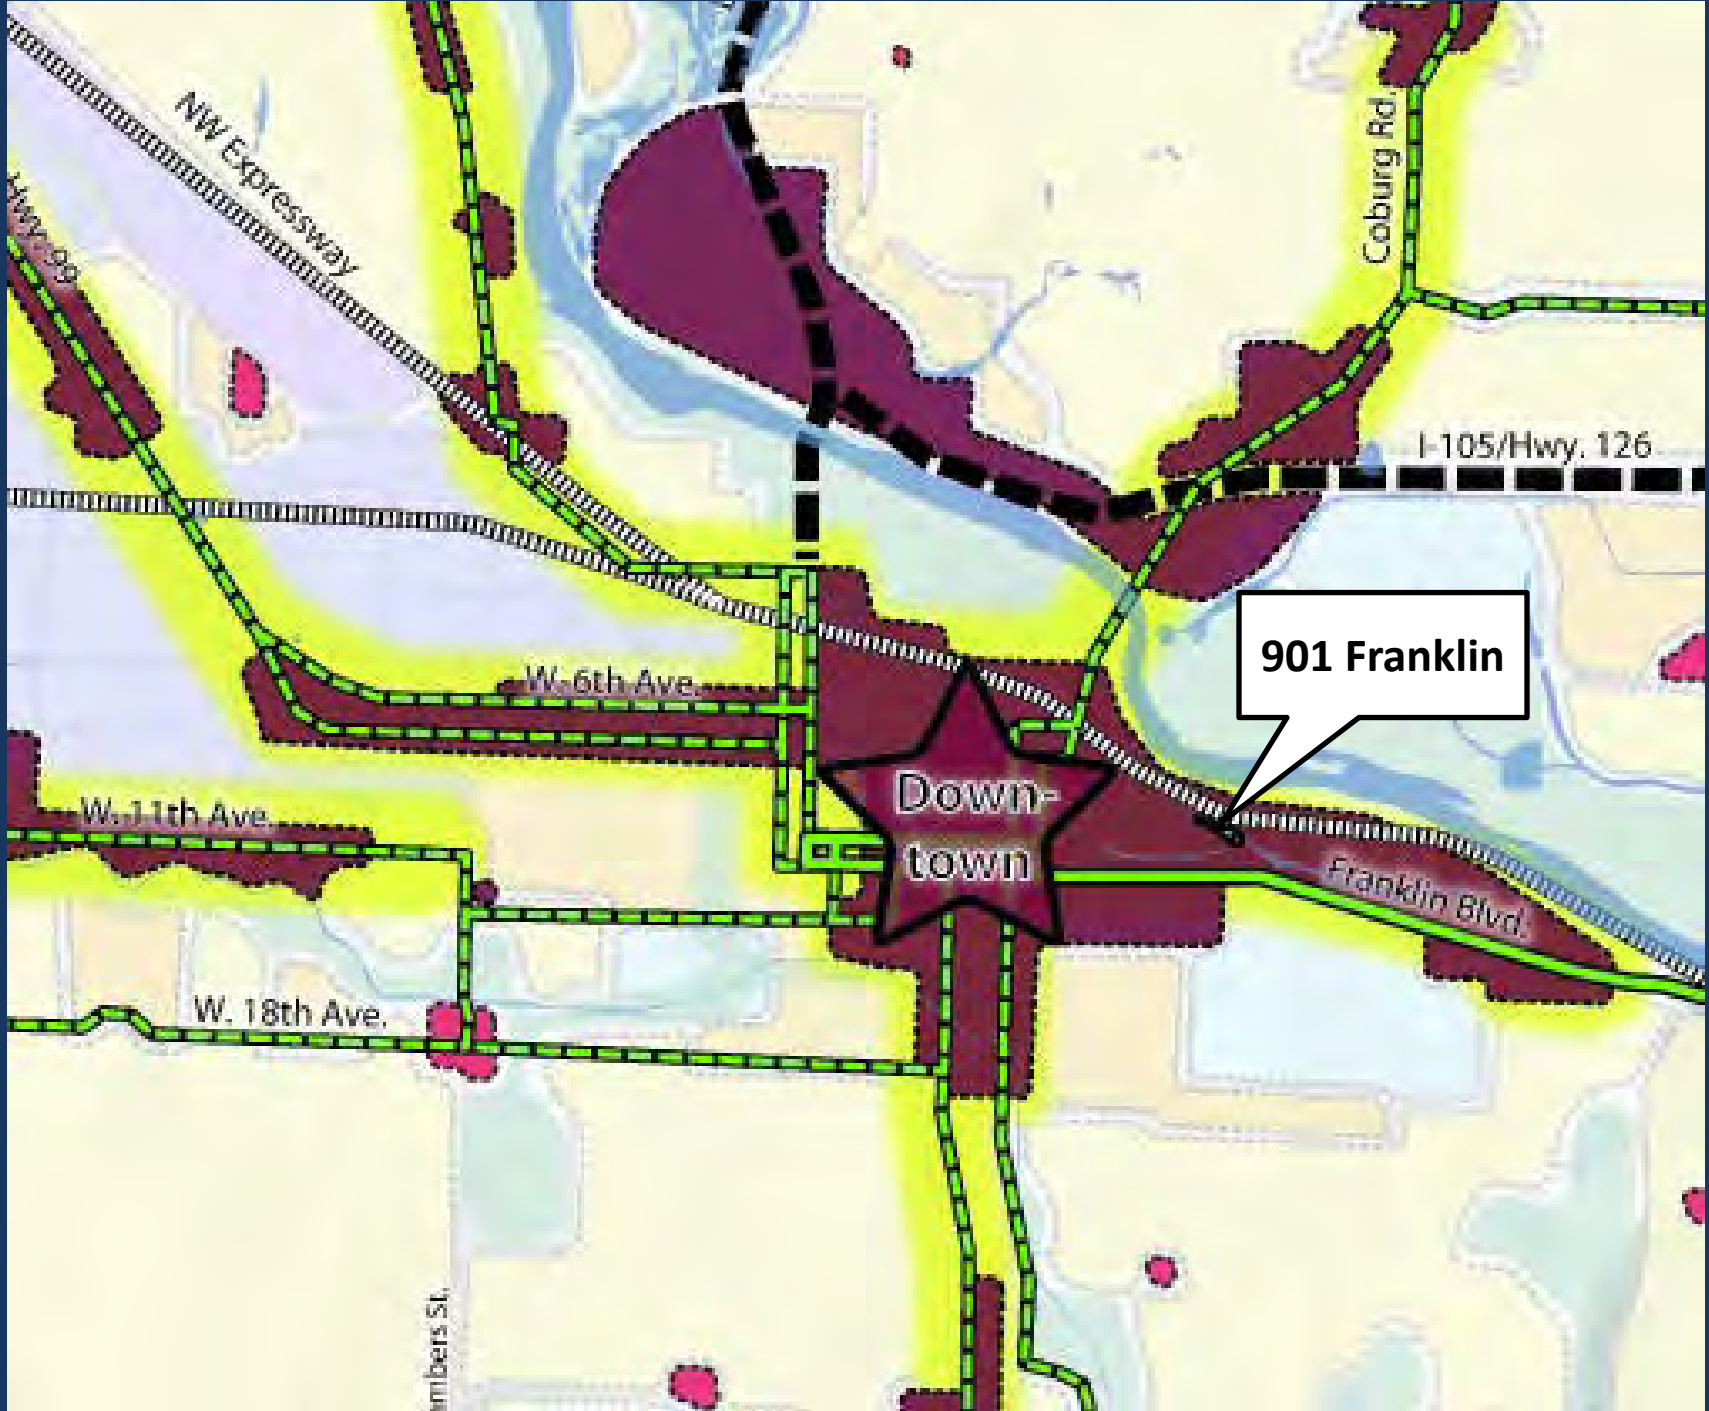 NW Expressway
Hwy. 99
Coburg Rd.
I-105/Hwy. 126
901 Franklin
W. 6th Ave.
Down-
town
W. 11th Ave.
Franklin Blvd.
W. 18th Ave.
mbers St.